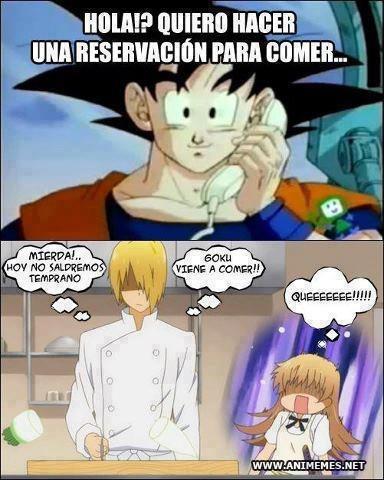 HOLA!? QUIERO HACER
UNA RESERVACIÓN PARA COMER...
MIERDA!..
HOY NO SALDREMOS
TEMPRANO
GOKU
VIENE A COMER!!
QUEEEEEEE!!!!!
WWW.ANIMEMES.NET